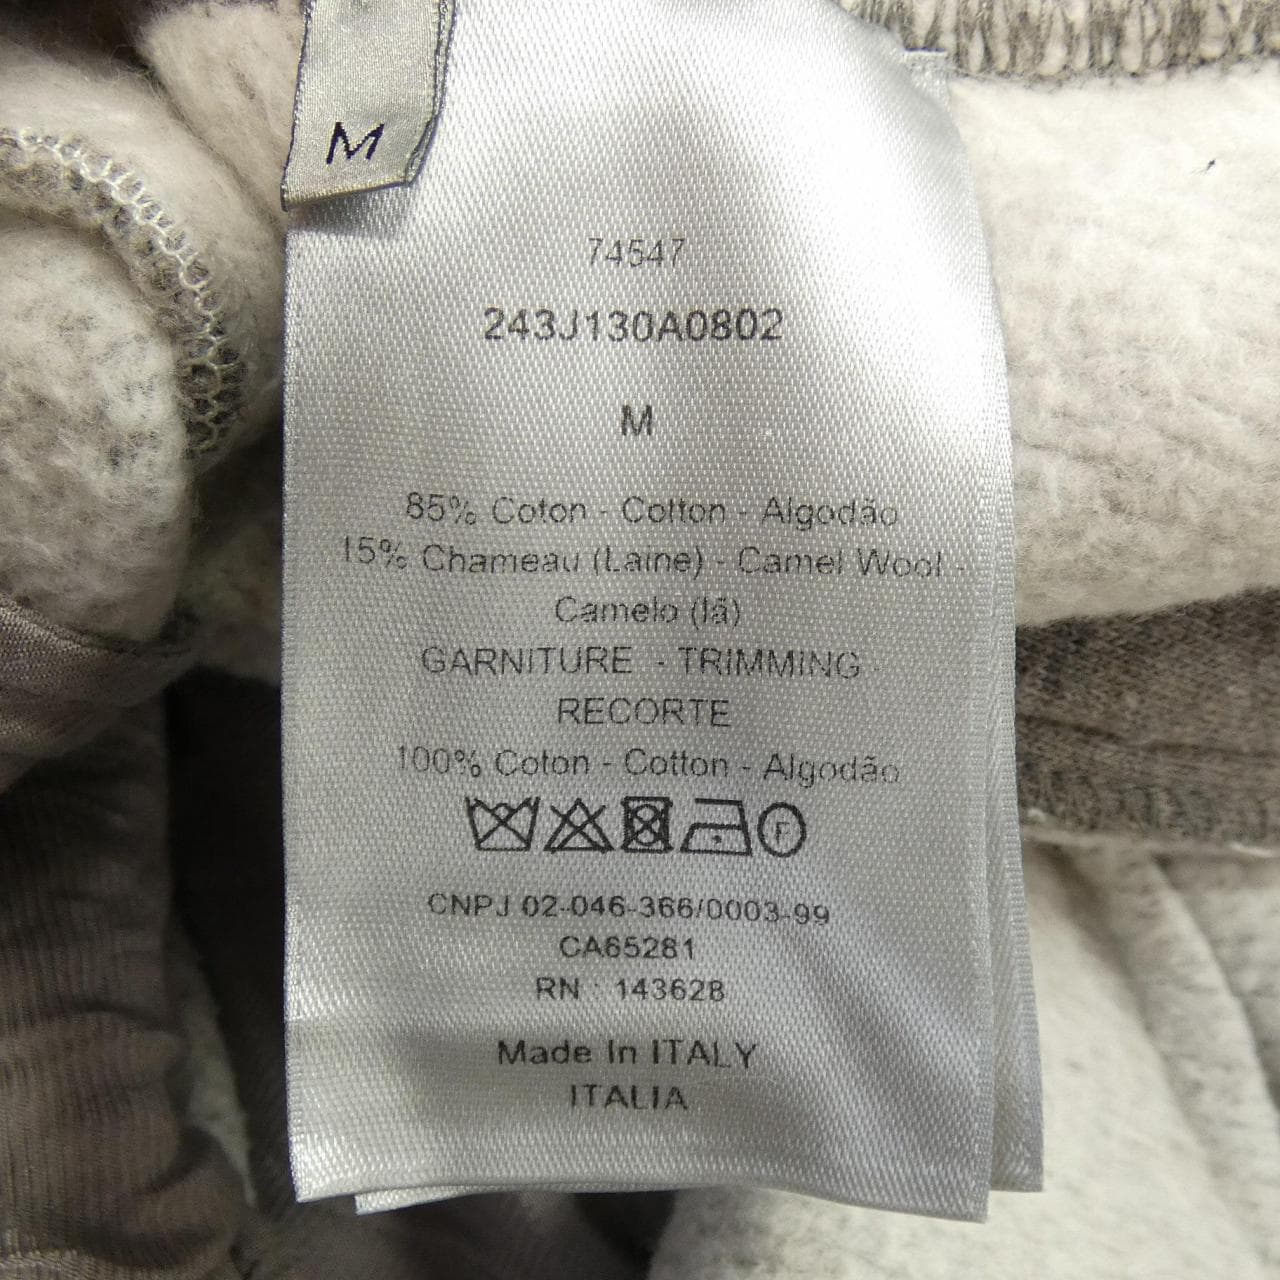 M
74547
243J130A0802
M
85% Coton - Cotton - Algodão
15% Chameau (Laine) - Camel Wool -
Camelo (lã)
GARNITURE - TRIMMING -
RECORTE
100% Coton - Cotton - Algodão
F
CNPJ 02-046-366/0003-99
CA65281
RN : 143628
Made In ITALY
ITALIA